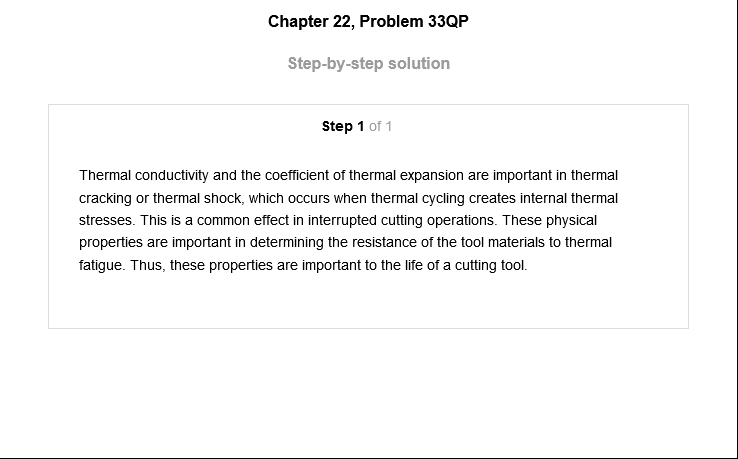 Chapter 22, Problem 33QP
Step-by-step solution
Step 1 of 1
Thermal conductivity and the coefficient of thermal expansion are important in thermal
cracking or thermal shock, which occurs when thermal cycling creates internal thermal
stresses. This is a common effect in interrupted cutting operations. These physical
properties are important in determining the resistance of the tool materials to thermal
fatigue. Thus, these properties are important to the life of a cutting tool.